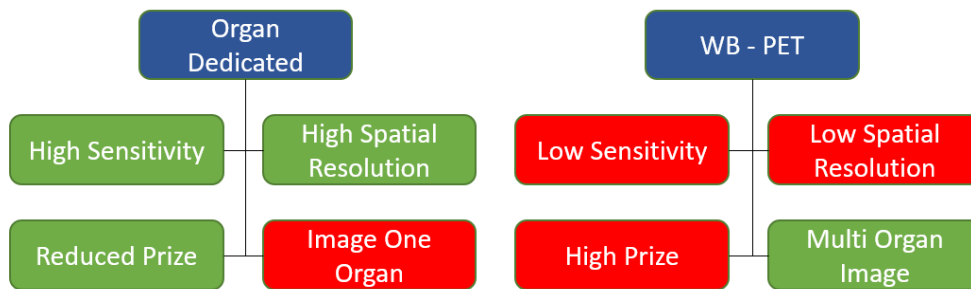 Organ
Dedicated
High Sensitivity
High Spatial
Resolution
Reduced Prize
Image One
Organ
WB - PET
Low Sensitivity
Low Spatial
Resolution
High Prize
Multi Organ
Image